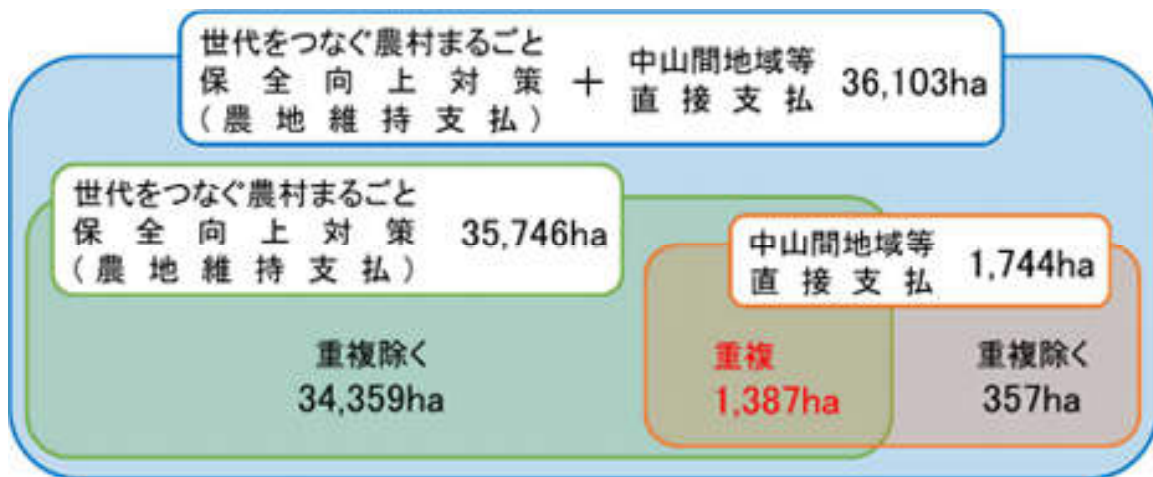 世代をつなぐ農村まるごと
保全向上対策
(農地維持支払)
+
中山間地域等
直接支払
36,103ha
世代をつなぐ農村まるごと
保全向上対策
(農地維持支払)
35,746ha
中山間地域等
直接支払
1,744ha
重複除く
34,359ha
重複
1,387ha
重複除く
357ha